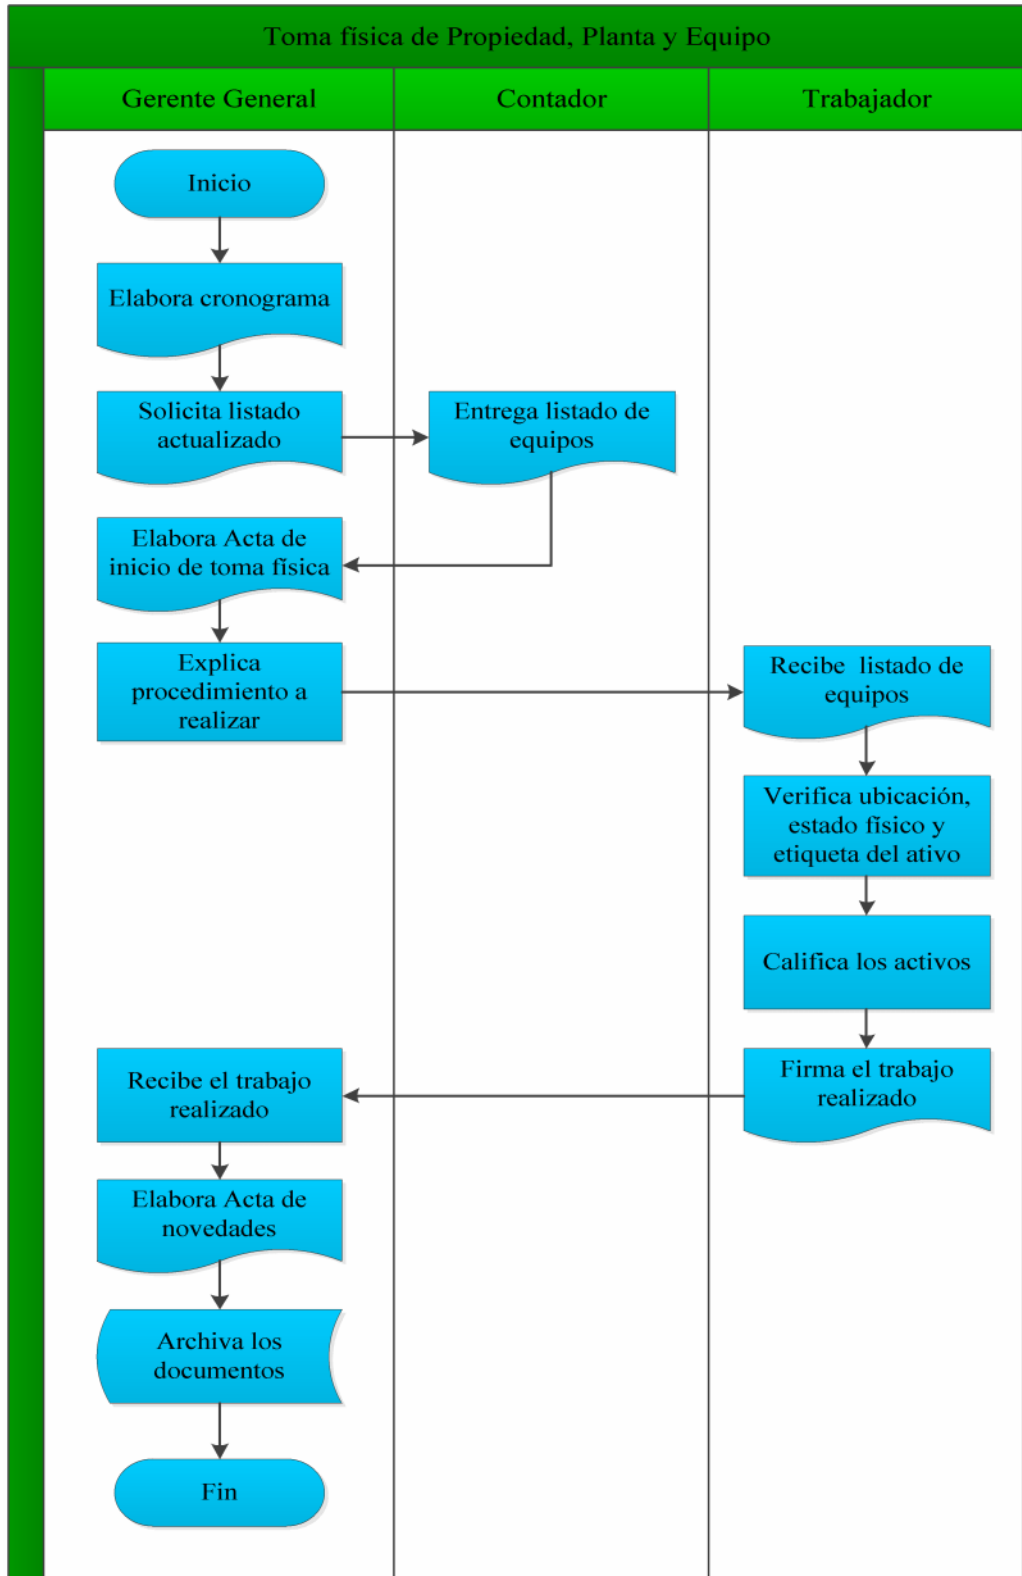 Toma física de Propiedad, Planta y Equipo
Gerente General
Contador
Trabajador
Inicio
Elabora cronograma
Solicita listado
actualizado
Entrega listado de
equipos
Elabora Acta de
inicio de toma física
Explica
procedimiento a
realizar
Recibe listado de
equipos
Verifica ubicación,
estado físico y
etiqueta del ativo
Califica los activos
Firma el trabajo
realizado
Recibe el trabajo
realizado
Elabora Acta de
novedades
Archiva los
documentos
Fin